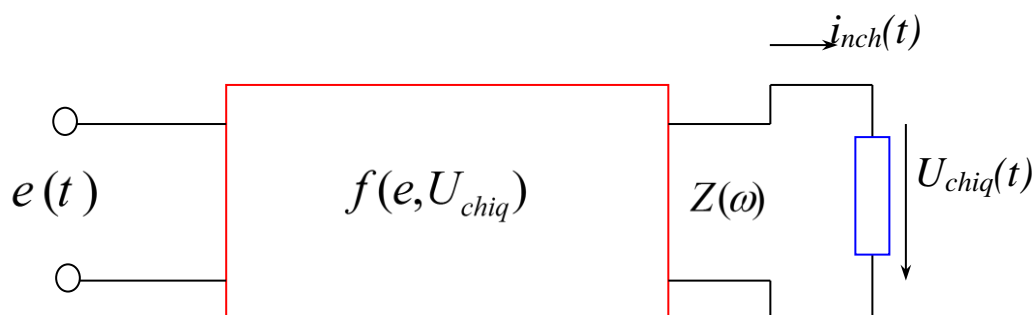 i_nch(t)
e(t)
f(e,U_chiq)
Z(ω)
U_chiq(t)